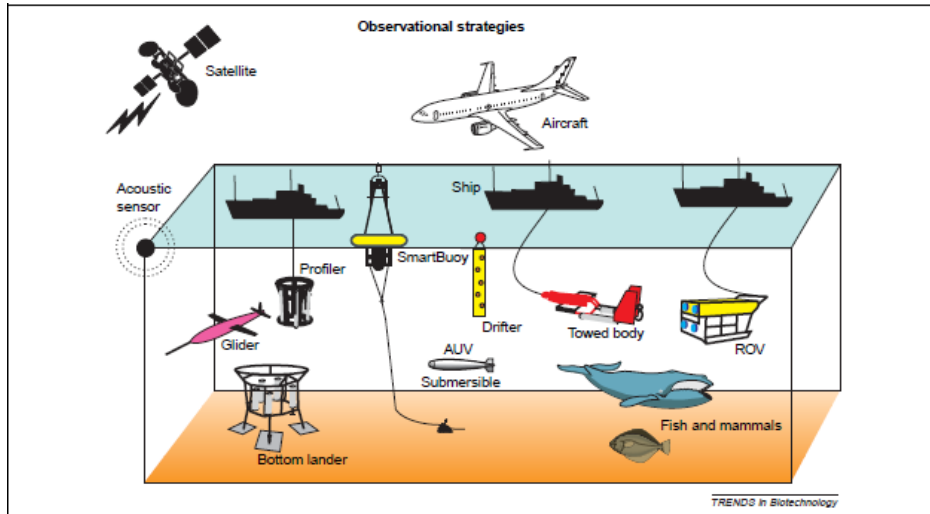 Observational strategies
Satellite
Aircraft
Acoustic
sensor
Ship
SmartBuoy
Profiler
Glider
Drifter
Towed body
ROV
AUV
Submersible
Bottom lander
Fish and mammals
TRENDS in Biotechnology